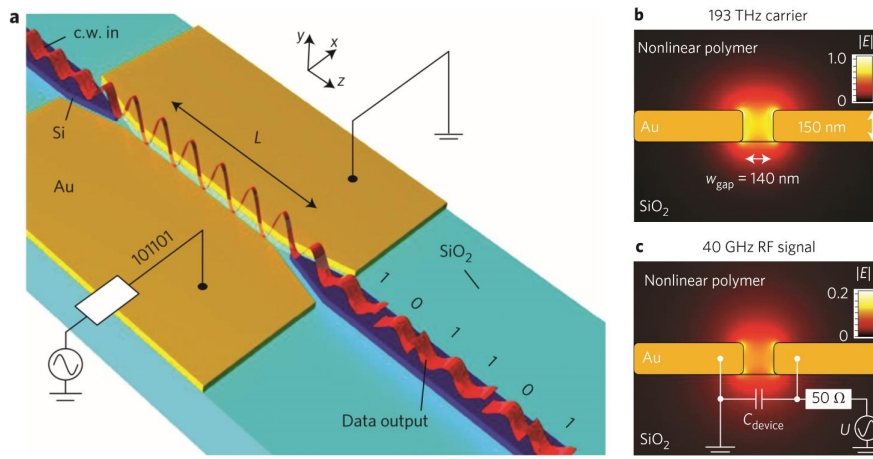 a
c.w. in
Si
y
x
z
L
Au
101101
SiO2
1
0
1
1
0
1
Data output
b
193 THz carrier
Nonlinear polymer
|E|
1.0
0
Au
150 nm
wgap = 140 nm
SiO2
c
40 GHz RF signal
Nonlinear polymer
|E|
0.2
0
Au
50 Ω
Cdevice
U
SiO2